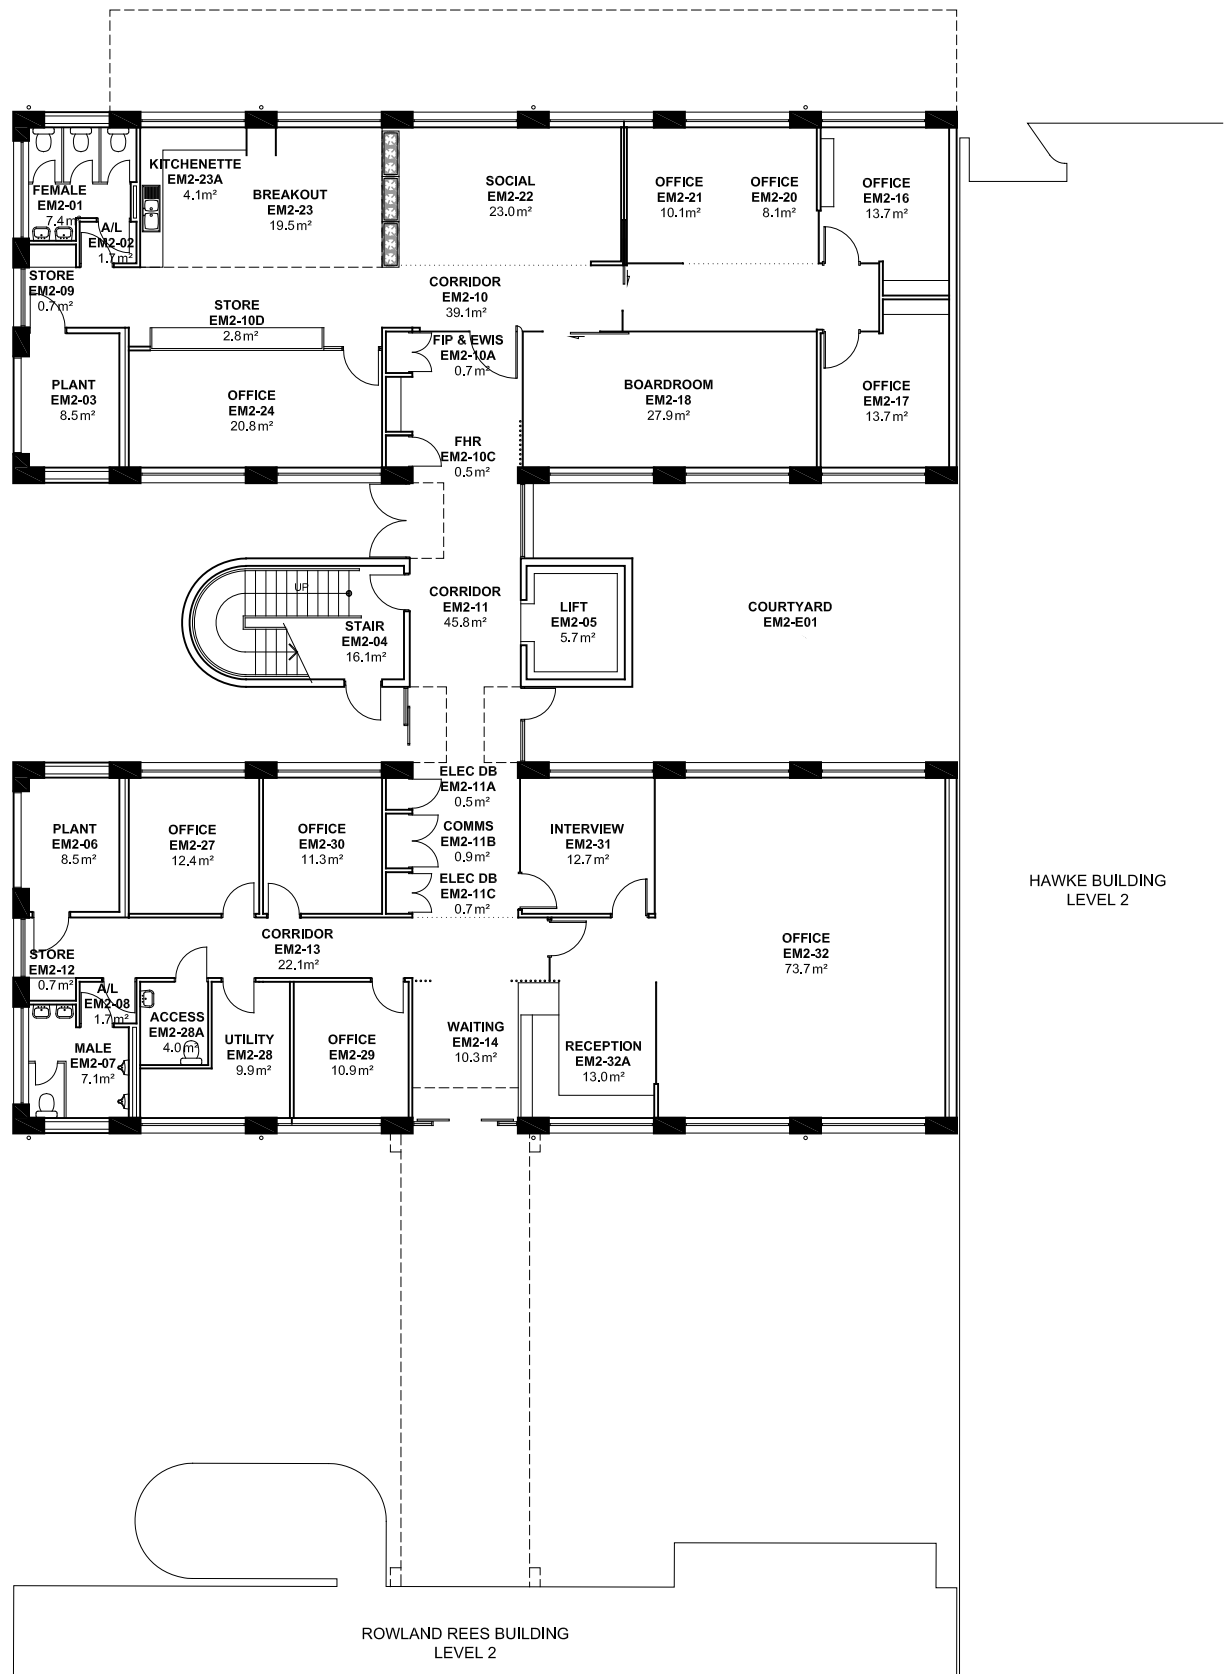 KITCHENETTE
EM2-23A
4.1m²
BREAKOUT
EM2-23
19.5m²
SOCIAL
EM2-22
23.0m²
OFFICE
EM2-21
10.1m²
OFFICE
EM2-20
8.1m²
OFFICE
EM2-16
13.7m²
FEMALE
EM2-01
7.4m²
A/L
EM2-02
1.7m²
STORE
EM2-09
0.7m²
STORE
EM2-10D
2.8m²
CORRIDOR
EM2-10
39.1m²
FIP & EWIS
EM2-10A
0.7m²
PLANT
EM2-03
8.5m²
OFFICE
EM2-24
20.8m²
BOARDROOM
EM2-18
27.9m²
OFFICE
EM2-17
13.7m²
FHR
EM2-10C
0.5m²
UP
STAIR
EM2-04
16.1m²
CORRIDOR
EM2-11
45.8m²
LIFT
EM2-05
5.7m²
COURTYARD
EM2-E01
ELEC DB
EM2-11A
0.5m²
PLANT
EM2-06
8.5m²
OFFICE
EM2-27
12.4m²
OFFICE
EM2-30
11.3m²
COMMS
EM2-11B
0.9m²
INTERVIEW
EM2-31
12.7m²
ELEC DB
EM2-11C
0.7m²
HAWKE BUILDING
LEVEL 2
STORE
EM2-12
0.7m²
CORRIDOR
EM2-13
22.1m²
OFFICE
EM2-32
73.7m²
A/L
EM2-08
1.7m²
ACCESS
EM2-28A
4.0m²
MALE
EM2-07
7.1m²
UTILITY
EM2-28
9.9m²
OFFICE
EM2-29
10.9m²
WAITING
EM2-14
10.3m²
RECEPTION
EM2-32A
13.0m²
ROWLAND REES BUILDING
LEVEL 2